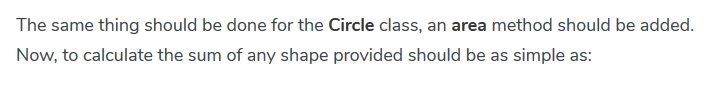 The same thing should be done for the Circle class, an area method should be added.
Now, to calculate the sum of any shape provided should be as simple as: